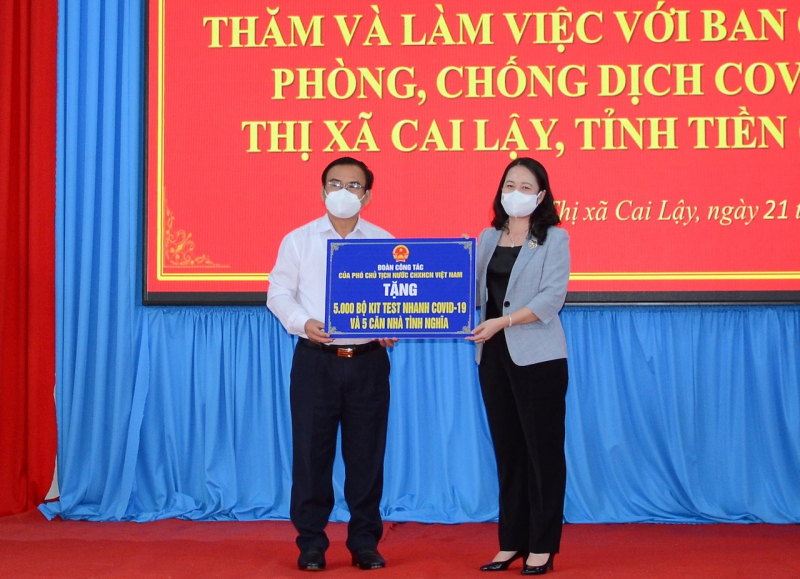 THĂM VÀ LÀM VIỆC VỚI BAN
PHÒNG, CHỐNG DỊCH COV
THỊ XÃ CAI LẬY, TỈNH TIỀN
Thị xã Cai Lậy, ngày 21
ĐOÀN CÔNG TÁC
CỦA PHÓ CHỦ TỊCH NƯỚC CHXHCN VIỆT NAM
TẶNG
5.000 BỘ KIT TEST NHANH COVID-19
VÀ 5 CĂN NHÀ TÌNH NGHĨA